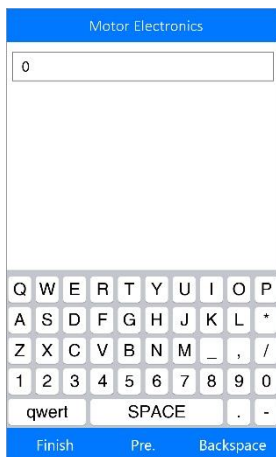 Motor Electronics
0
Q W E R T Y U I O P
A S D F G H J K L *
Z X C V B N M _ , /
1 2 3 4 5 6 7 8 9 0
qwert SPACE . -
Finish Pre. Backspace